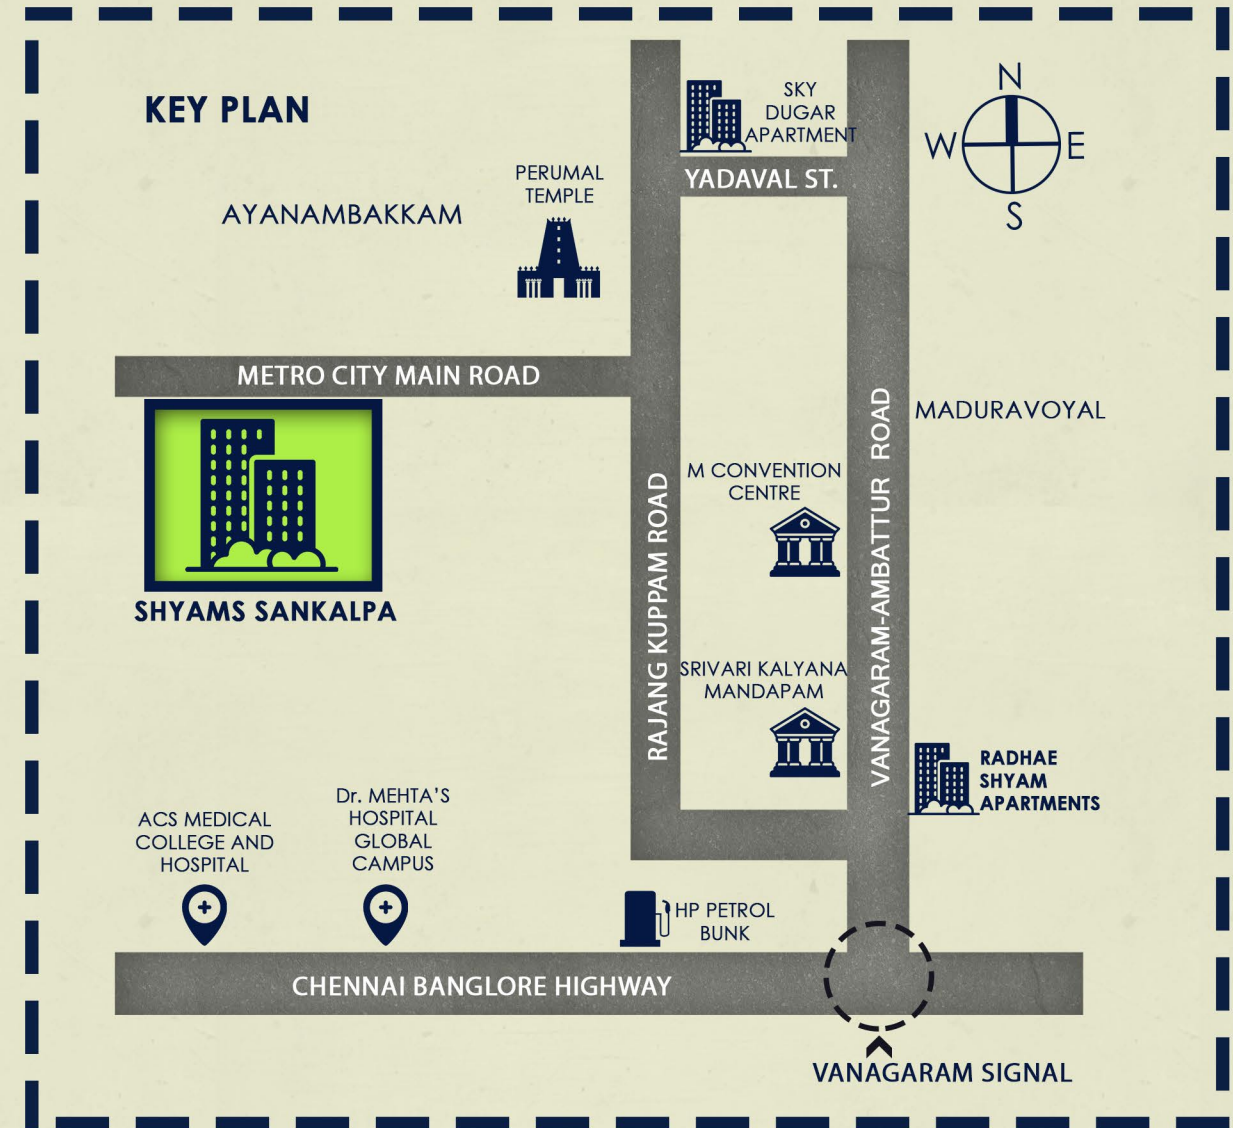 KEY PLAN
N
W
E
S
SKY
DUGAR
APARTMENT
YADAVAL ST.
PERUMAL
TEMPLE
AYANAMBAKKAM
METRO CITY MAIN ROAD
MADURAVOYAL
VANAGARAM-AMBATTUR ROAD
M CONVENTION
CENTRE
RAJANG KUPPAM ROAD
SHYAMS SANKALPA
SRIVARI KALYANA
MANDAPAM
RADHAE
SHYAM
APARTMENTS
ACS MEDICAL
COLLEGE AND
HOSPITAL
Dr. MEHTA'S
HOSPITAL
GLOBAL
CAMPUS
HP PETROL
BUNK
CHENNAI BANGLORE HIGHWAY
VANAGARAM SIGNAL